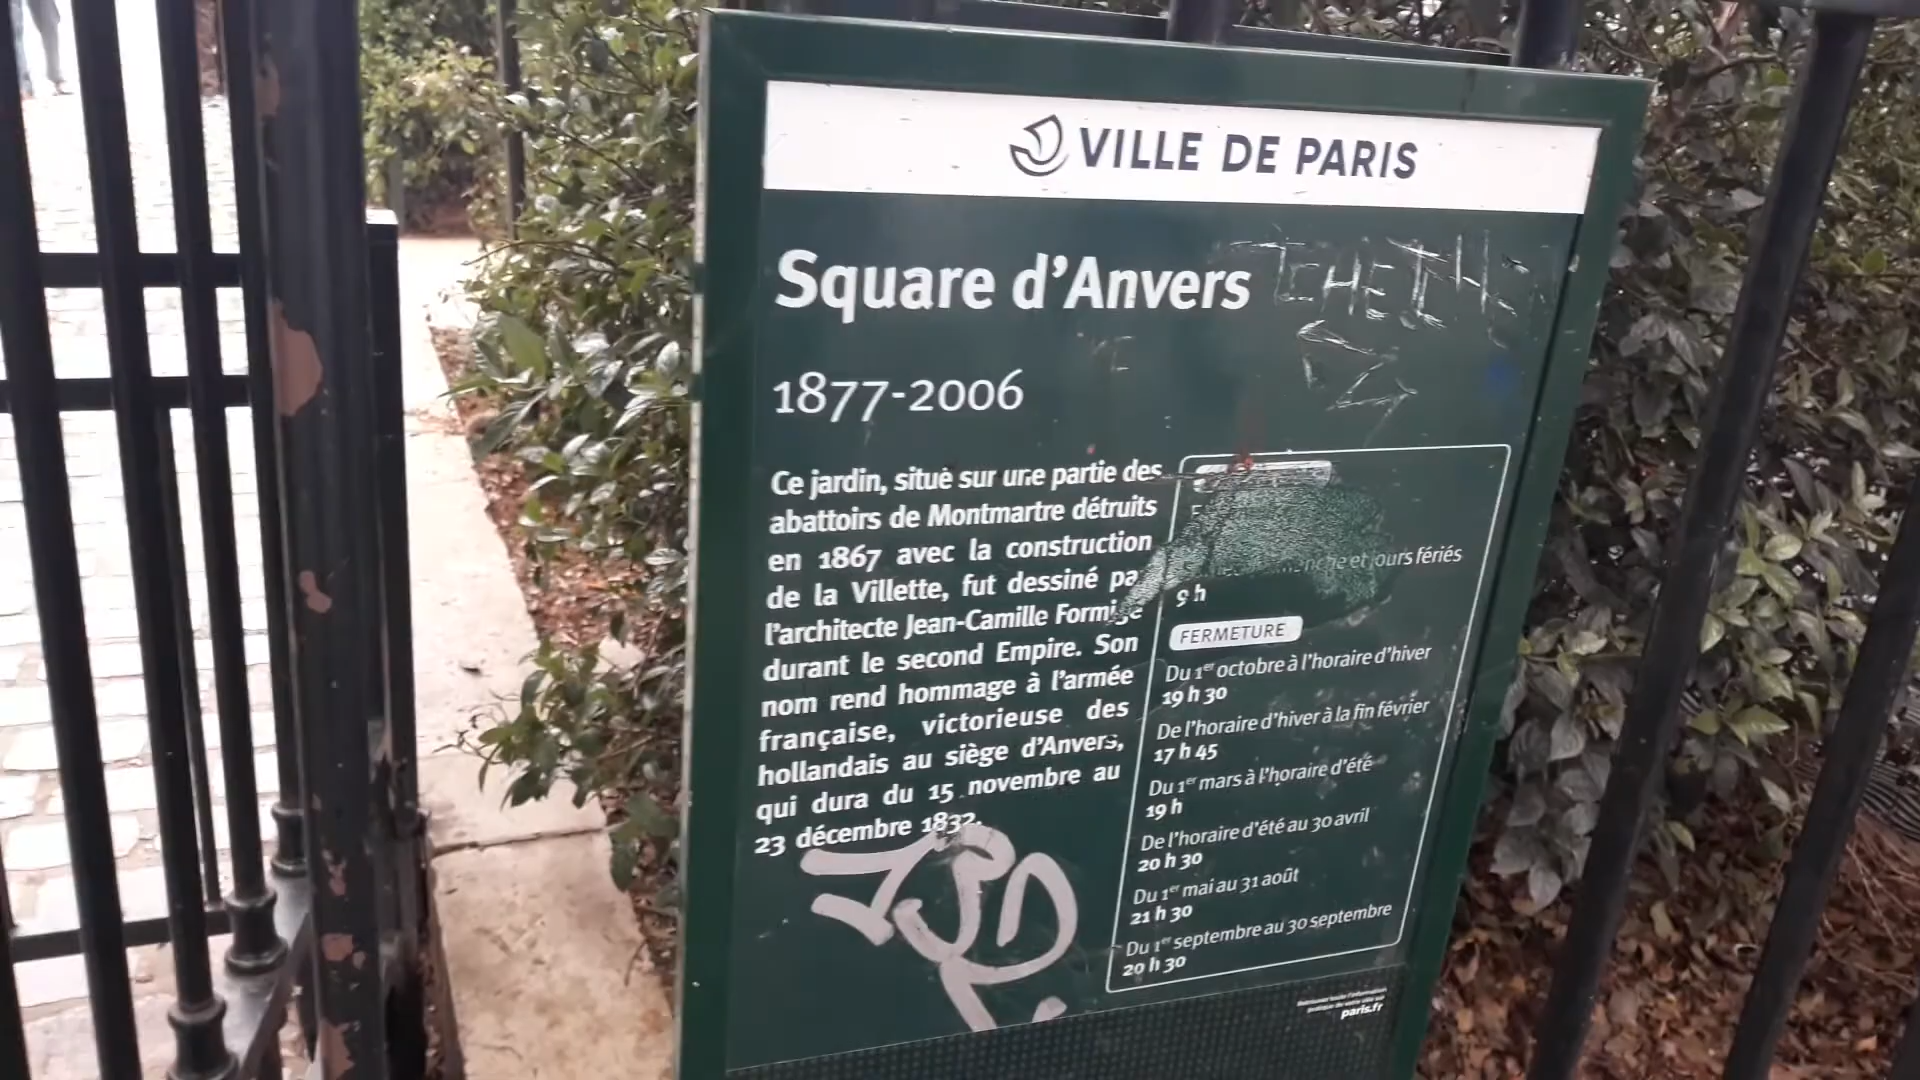 VILLE DE PARIS
Square d'Anvers
1877-2006
Ce jardin, situé sur une partie des
abattoirs de Montmartre détruits
en 1867 avec la construction
de la Villette, fut dessiné pa
l'architecte Jean-Camille Formigé
durant le second Empire. Son
nom rend hommage à l'armée
française, victorieuse des
hollandais au siège d'Anvers,
qui dura du 15 novembre au
23 décembre 1832.
et jours fériés
9 h
FERMETURE
Du 1er octobre à l'horaire d'hiver
19 h 30
De l'horaire d'hiver à la fin février
17 h 45
Du 1er mars à l'horaire d'été
19 h
De l'horaire d'été au 30 avril
20 h 30
Du 1er mai au 31 août
21 h 30
Du 1er septembre au 30 septembre
20 h 30
paris.fr